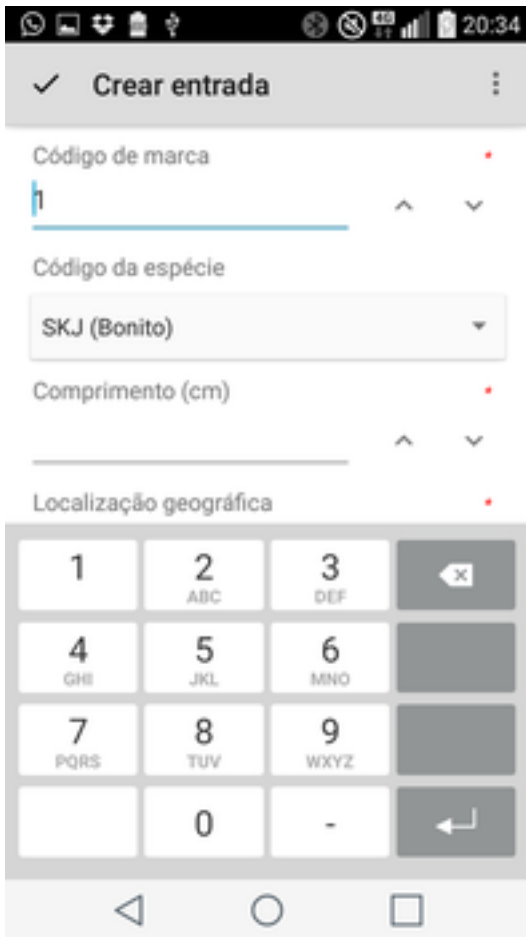 4G
20:34
Crear entrada
Código de marca *
1
Código da espécie
SKJ (Bonito)
Comprimento (cm) *
Localização geográfica *
1 2 3
ABC DEF
4 5 6
GHI JKL MNO
7 8 9
PQRS TUV WXYZ
0 -